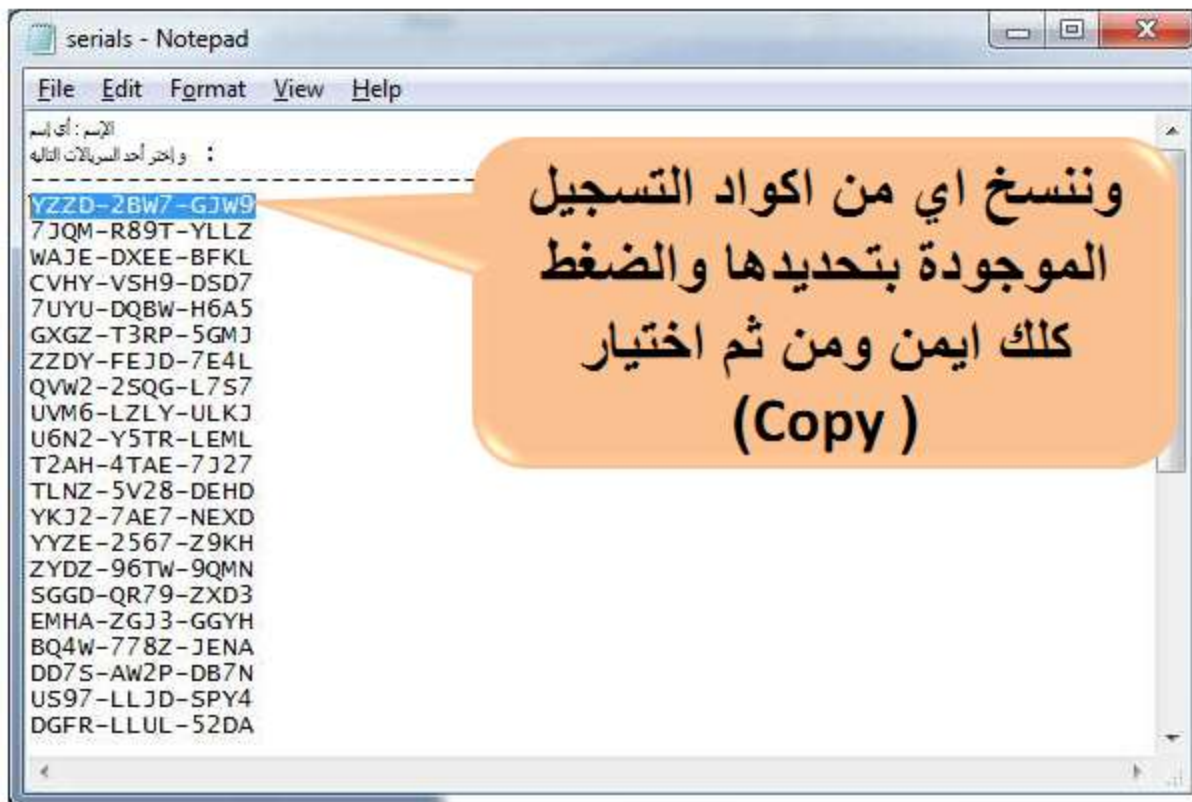 serials - Notepad
File Edit Format View Help
الإسم : أي إسم
و إختر أحد السريالات التاليه :
وننسخ اي من اكواد التسجيل
الموجودة بتحديدها والضغط
كلك ايمن ومن ثم اختيار
(Copy )
YZZD-2BW7-GJW9
7JQM-R89T-YLLZ
WAJE-DXEE-BFKL
CVHY-VSH9-DSD7
7UYU-DQBW-H6A5
GXGZ-T3RP-5GMJ
ZZDY-FEJD-7E4L
QVW2-2SQG-L7S7
UVM6-LZLY-ULKJ
U6N2-Y5TR-LEML
T2AH-4TAE-7J27
TLNZ-5V28-DEHD
YKJ2-7AE7-NEXD
YYZE-2567-Z9KH
ZYDZ-96TW-9QMN
SGGD-QR79-ZXD3
EMHA-ZGJ3-GGYH
BQ4W-778Z-JENA
DD7S-AW2P-DB7N
US97-LLJD-SPY4
DGFR-LLUL-52DA